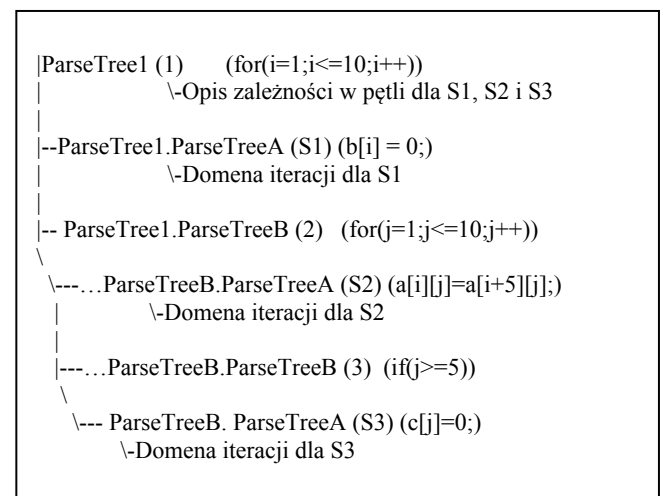 |ParseTree1 (1) (for(i=1;i<=10;i++))
| \-Opis zależności w pętli dla S1, S2 i S3
|
|--ParseTree1.ParseTreeA (S1) (b[i] = 0;)
| \-Domena iteracji dla S1
|
|-- ParseTree1.ParseTreeB (2) (for(j=1;j<=10;j++))
\
\---…ParseTreeB.ParseTreeA (S2) (a[i][j]=a[i+5][j];)
| \-Domena iteracji dla S2
|
|---…ParseTreeB.ParseTreeB (3) (if(j>=5))
\
\--- ParseTreeB. ParseTreeA (S3) (c[j]=0;)
\-Domena iteracji dla S3